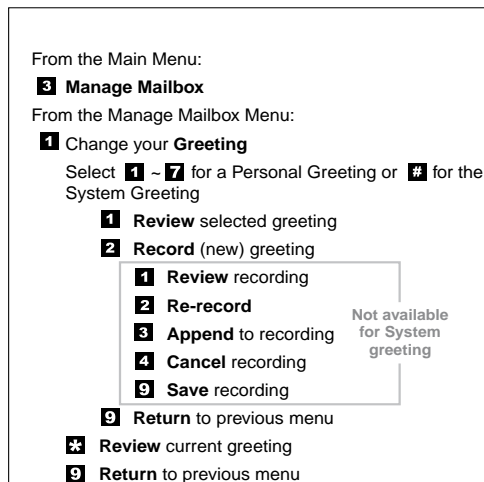 From the Main Menu:
3 Manage Mailbox
From the Manage Mailbox Menu:
1 Change your Greeting
Select 1 ~ 7 for a Personal Greeting or # for the
System Greeting
1 Review selected greeting
2 Record (new) greeting
1 Review recording
2 Re-record
3 Append to recording
4 Cancel recording
9 Save recording
Not available
for System
greeting
9 Return to previous menu
* Review current greeting
9 Return to previous menu